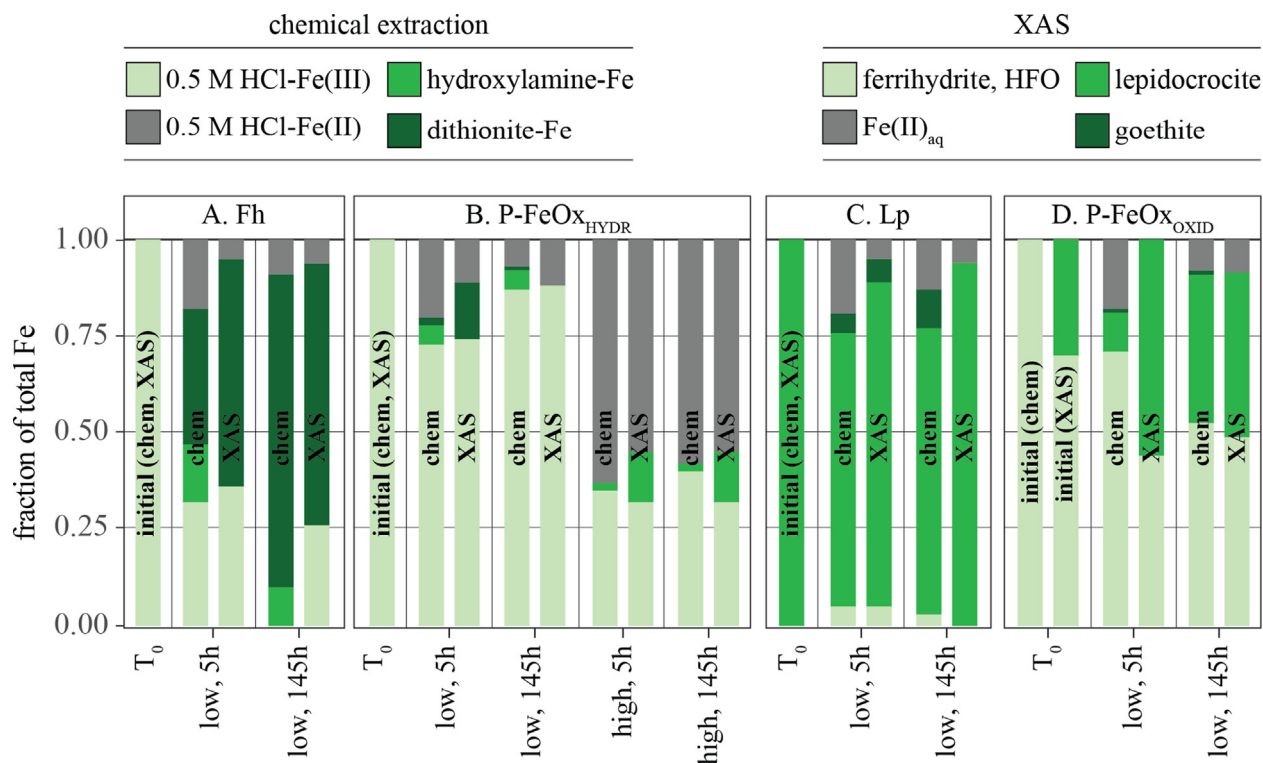 chemical extraction
XAS
0.5 M HCl-Fe(III)
hydroxylamine-Fe
ferrihydrite, HFO
lepidocrocite
0.5 M HCl-Fe(II)
dithionite-Fe
Fe(II)aq
goethite
A. Fh
B. P-FeOxHYDR
C. Lp
D. P-FeOxOXID
fraction of total Fe
1.00
0.75
0.50
0.25
0.00
initial (chem, XAS)
chem
XAS
chem
XAS
initial (chem, XAS)
chem
XAS
chem
XAS
chem
XAS
chem
XAS
initial (chem, XAS)
chem
XAS
chem
XAS
initial (chem)
initial (XAS)
chem
XAS
chem
XAS
T0
low, 5h
low, 145h
T0
low, 5h
low, 145h
high, 5h
high, 145h
T0
low, 5h
low, 145h
T0
low, 5h
low, 145h